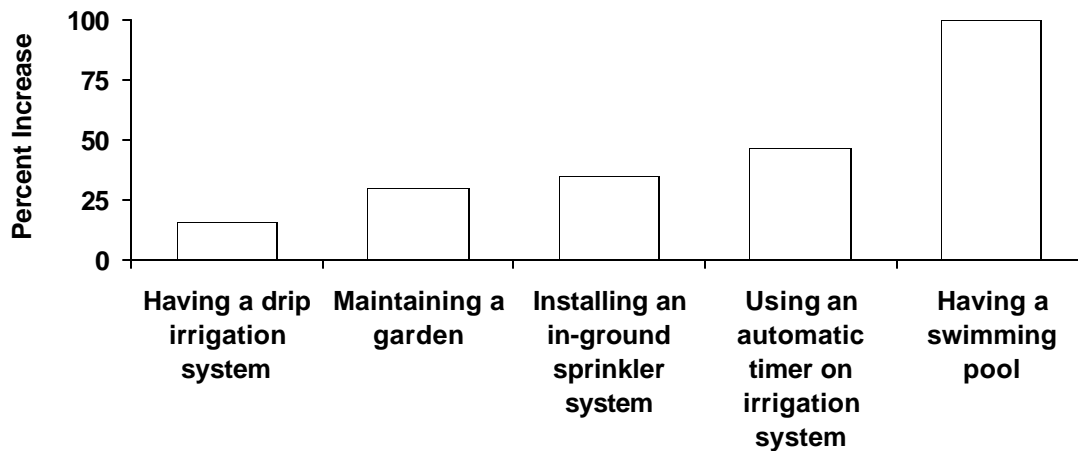 Percent Increase
100
75
50
25
0
Having a drip
irrigation
system
Maintaining a
garden
Installing an
in-ground
sprinkler
system
Using an
automatic
timer on
irrigation
system
Having a
swimming
pool